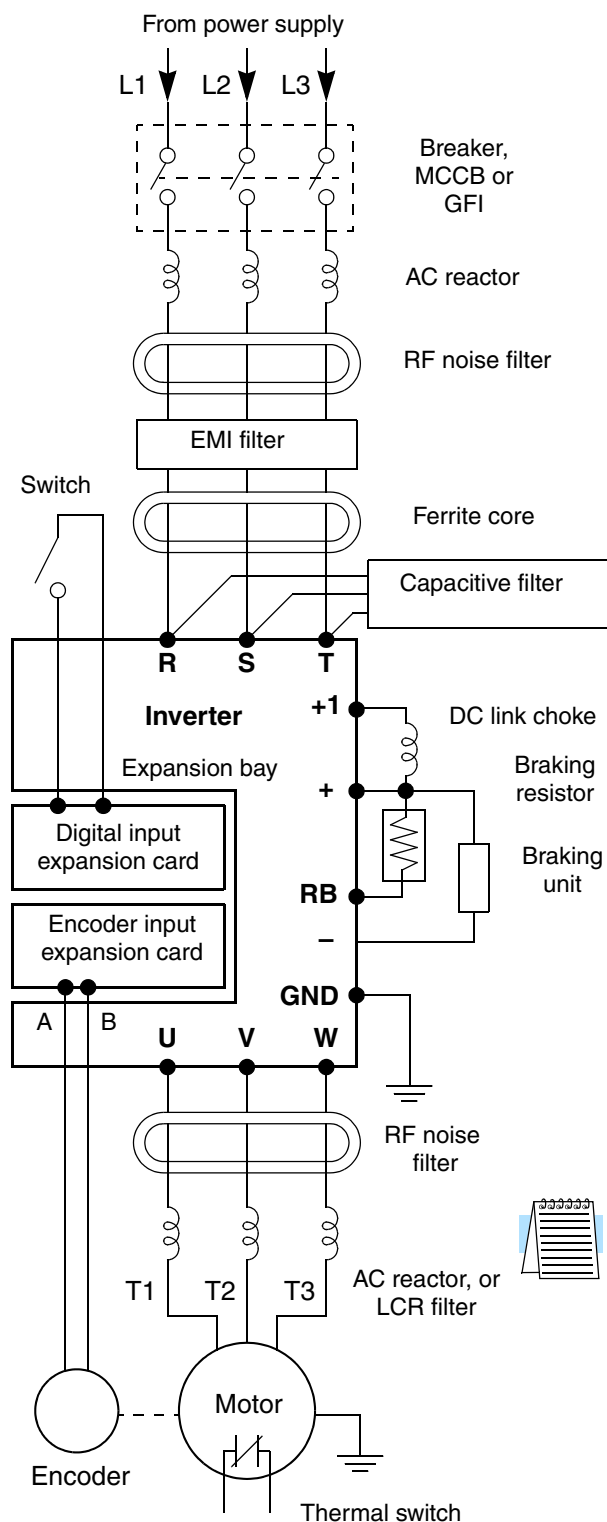 From power supply
L1 L2 L3
Breaker,
MCCB or
GFI
AC reactor
RF noise filter
EMI filter
Switch
Ferrite core
Capacitive filter
R S T
+1
Inverter
DC link choke
Expansion bay
+
Braking
resistor
Digital input
expansion card
Braking
unit
RB
Encoder input
expansion card
–
GND
A B
U V W
RF noise
filter
T1 T2 T3
AC reactor, or
LCR filter
Motor
Encoder
Thermal switch